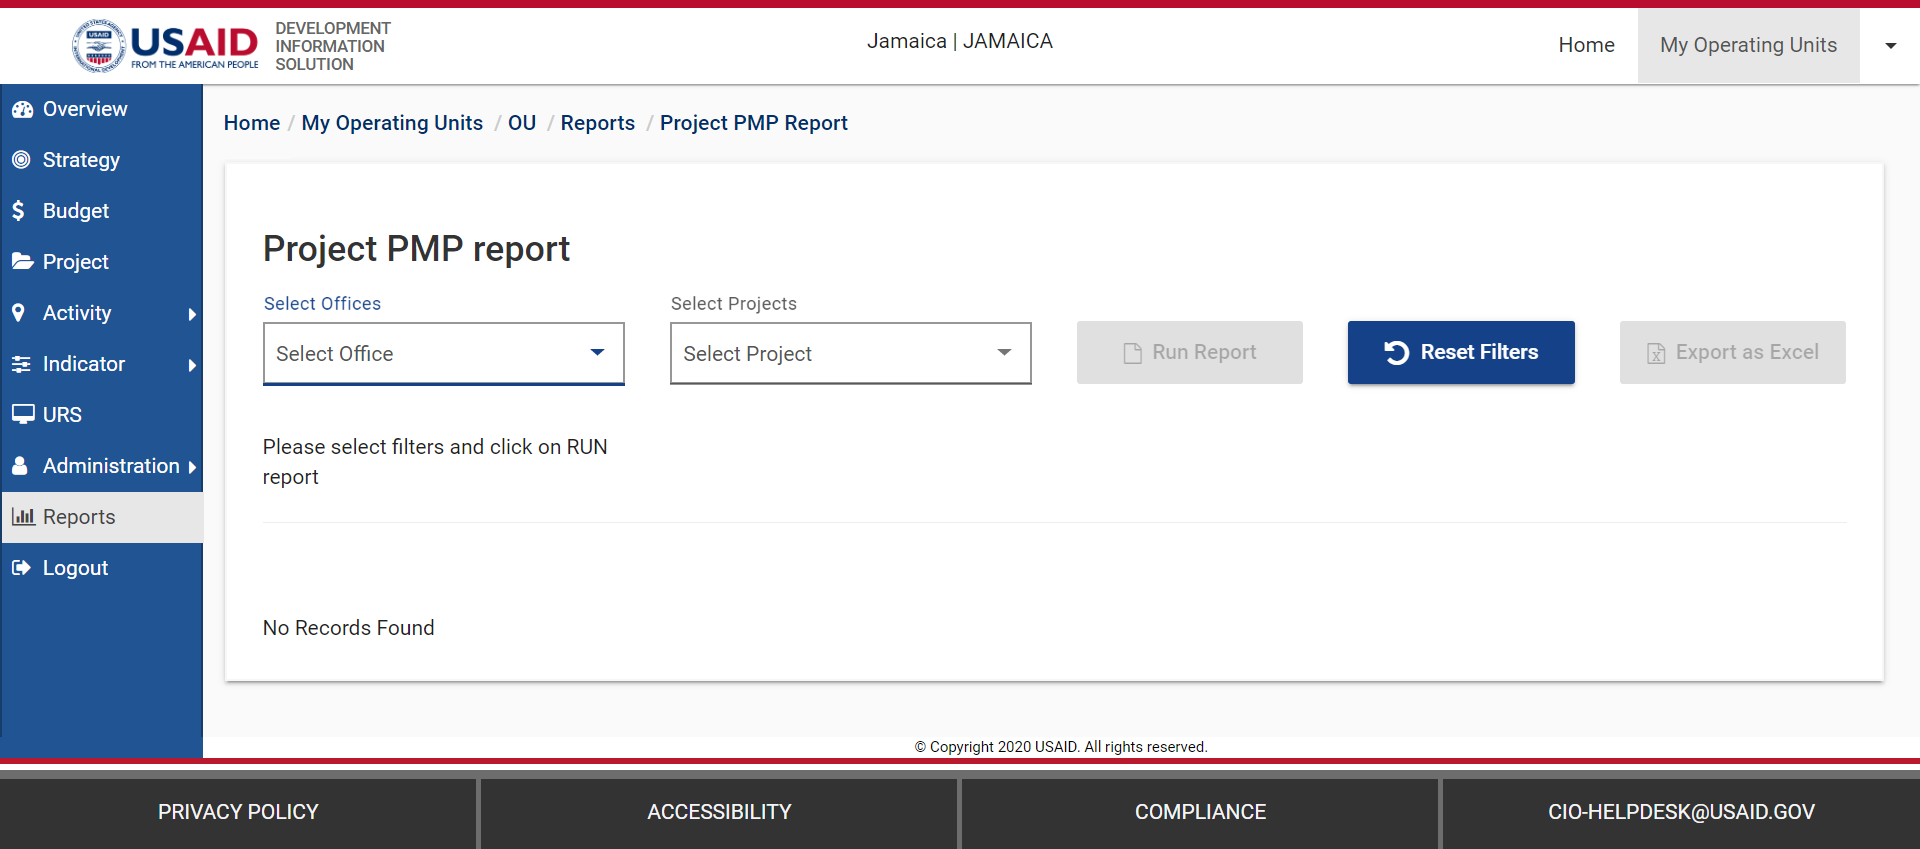 USAID
FROM THE AMERICAN PEOPLE
DEVELOPMENT
INFORMATION
SOLUTION
Jamaica | JAMAICA
Home
My Operating Units
Overview
Strategy
Budget
Project
Activity
Indicator
URS
Administration
Reports
Logout
Home / My Operating Units / OU / Reports / Project PMP Report
Project PMP report
Select Offices
Select Office
Select Projects
Select Project
Run Report
Reset Filters
Export as Excel
Please select filters and click on RUN
report
No Records Found
© Copyright 2020 USAID. All rights reserved.
PRIVACY POLICY
ACCESSIBILITY
COMPLIANCE
CIO-HELPDESK@USAID.GOV